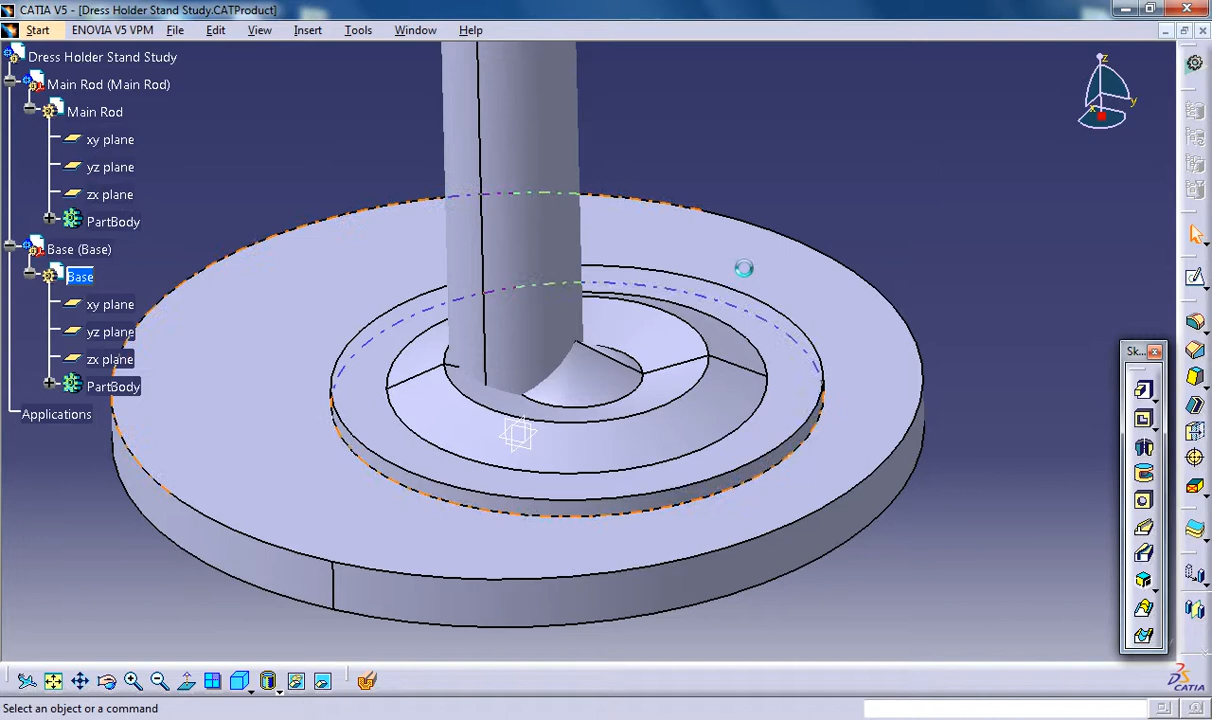 CATIA V5 - [Dress Holder Stand Study.CATProduct]
Start ENOVIA V5 VPM File Edit View Insert Tools Window Help
Dress Holder Stand Study
Main Rod (Main Rod)
Main Rod
xy plane
yz plane
zx plane
PartBody
Base (Base)
Base
xy plane
yz plane
zx plane
PartBody
Applications
z
y
x
Sk...
CATIA
Select an object or a command